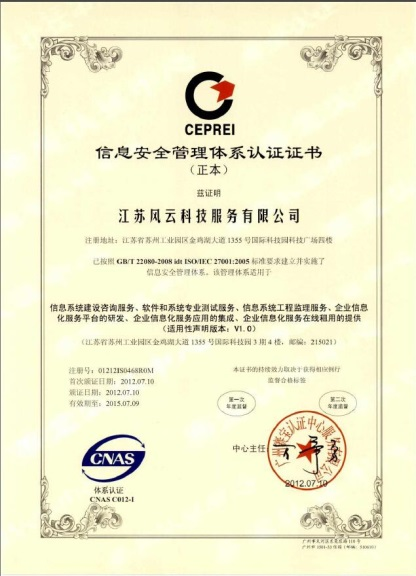 CEPREI
信息安全管理体系认证证书
（正本）
兹证明
江苏风云科技服务有限公司
注册地址：江苏省苏州工业园区金鸡湖大道 1355 号国际科技园科技广场四楼
已按照 GB/T 22080-2008 idt ISO/IEC 27001:2005 标准要求建立并实施了
信息安全管理体系。该管理体系适用于
信息系统建设咨询服务、软件和系统专业测试服务、信息系统工程监理服务、企业信息
化服务平台的研发、企业信息化服务应用的集成、企业信息化服务在线租用的提供
（适用性声明版本：V1.0）
（江苏省苏州工业园区金鸡湖大道 1355 号国际科技园 3 期 4 楼，邮编：215021）
注册号：01212IS0468R0M
首次颁证日期：2012.07.10
颁证日期：2012.07.10
有效期至：2015.07.09
本证书的持续效力取决于获得相应例行
监督合格标签
第一次
年度监督
第二次
年度监督
中心主任
2012.07.10
CNAS
体系认证
CNAS C012-1